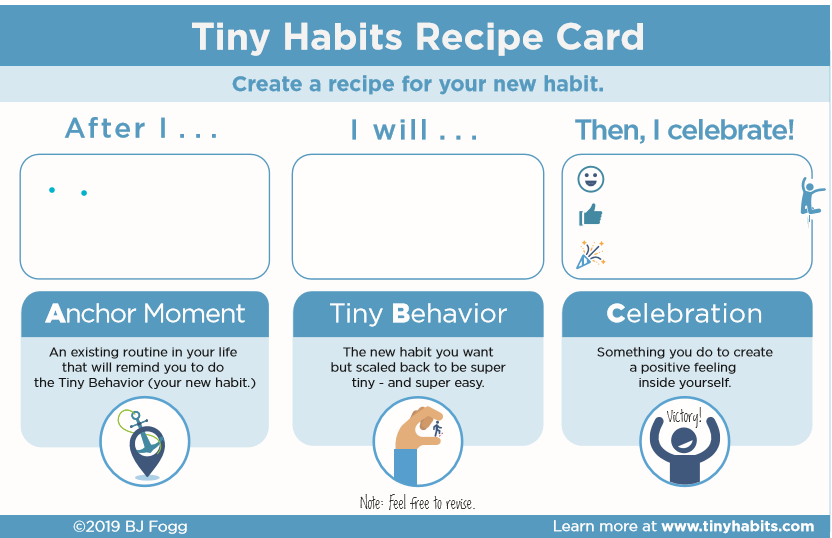 Tiny Habits Recipe Card
Create a recipe for your new habit.
After I . . .
I will . . .
Then, I celebrate!
Anchor Moment
An existing routine in your life
that will remind you to do
the Tiny Behavior (your new habit.)
Tiny Behavior
The new habit you want
but scaled back to be super
tiny - and super easy.
Celebration
Something you do to create
a positive feeling
inside yourself.
Victory!
Note: Feel free to revise.
©2019 BJ Fogg
Learn more at www.tinyhabits.com